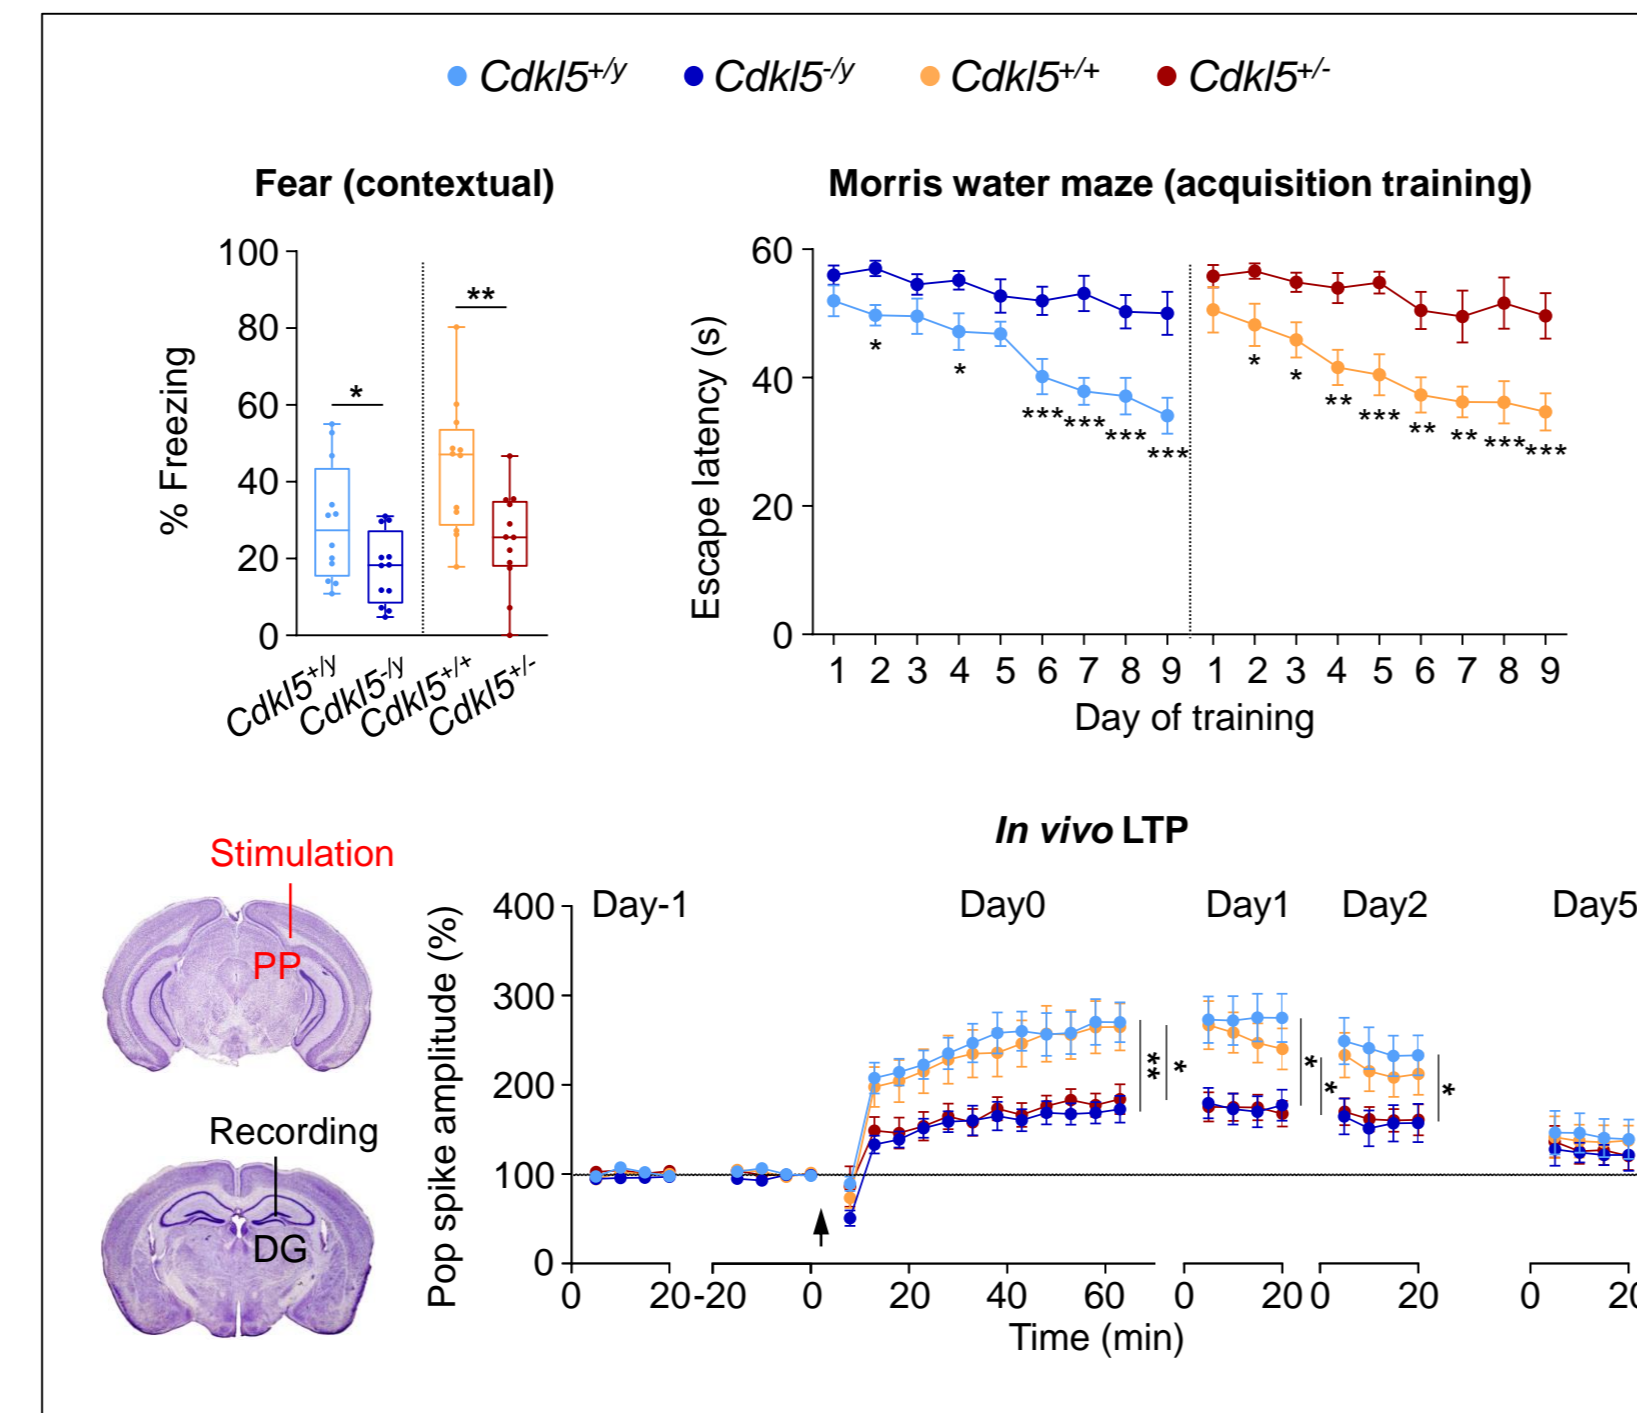 Cdkl5+/y Cdkl5-/y Cdkl5+/+ Cdkl5+/-
Fear (contextual)
% Freezing
100
80
60
40
20
0
*
**
Cdkl5+/y Cdkl5-/y Cdkl5+/+ Cdkl5+/-
Morris water maze (acquisition training)
Escape latency (s)
60
40
20
0
* * *** *** *** ***
* * ** *** ** ** *** ***
1 2 3 4 5 6 7 8 9 1 2 3 4 5 6 7 8 9
Day of training
Stimulation
PP
Recording
DG
In vivo LTP
Pop spike amplitude (%)
400
300
200
100
0
Day-1 Day0 Day1 Day2 Day5
** * * * *
0 20 -20 0 20 40 60 0 20 0 20 0 20
Time (min)